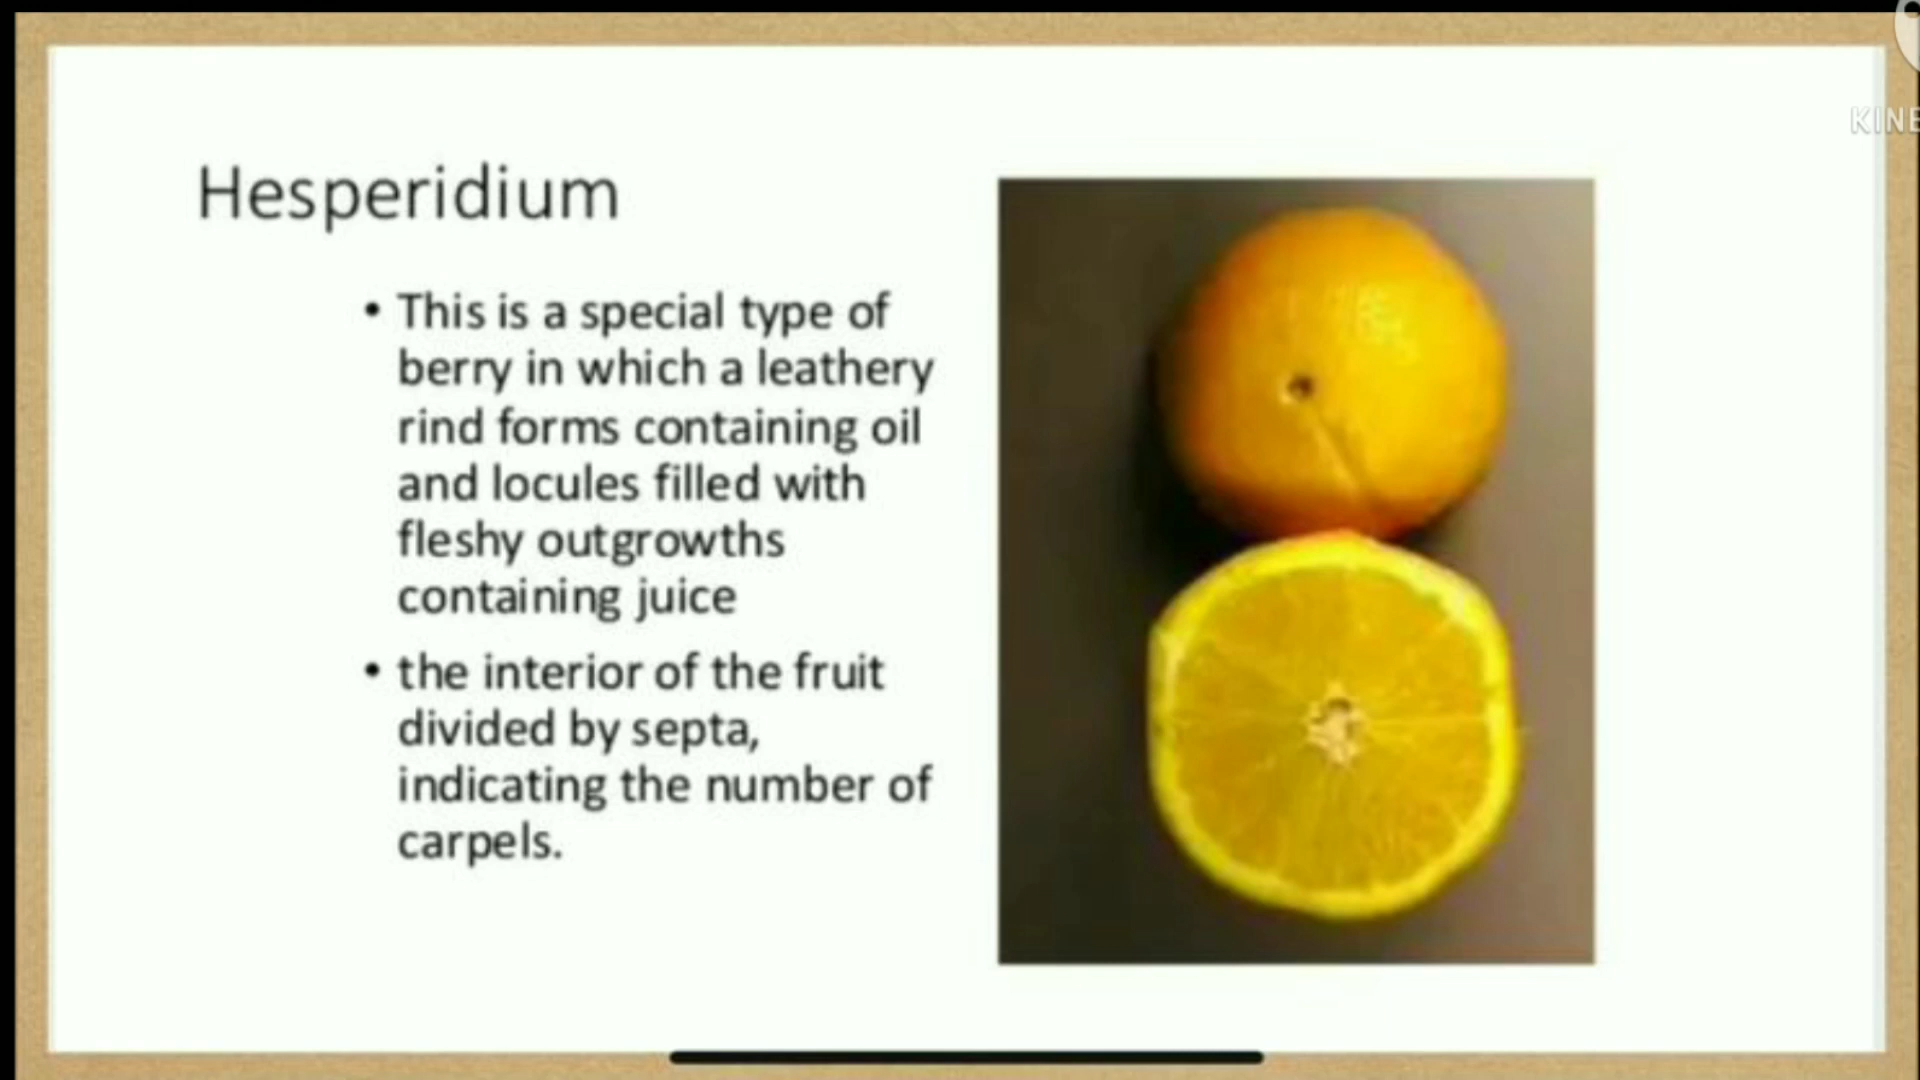 Hesperidium
• This is a special type of
berry in which a leathery
rind forms containing oil
and locules filled with
fleshy outgrowths
containing juice
• the interior of the fruit
divided by septa,
indicating the number of
carpels.
KINE